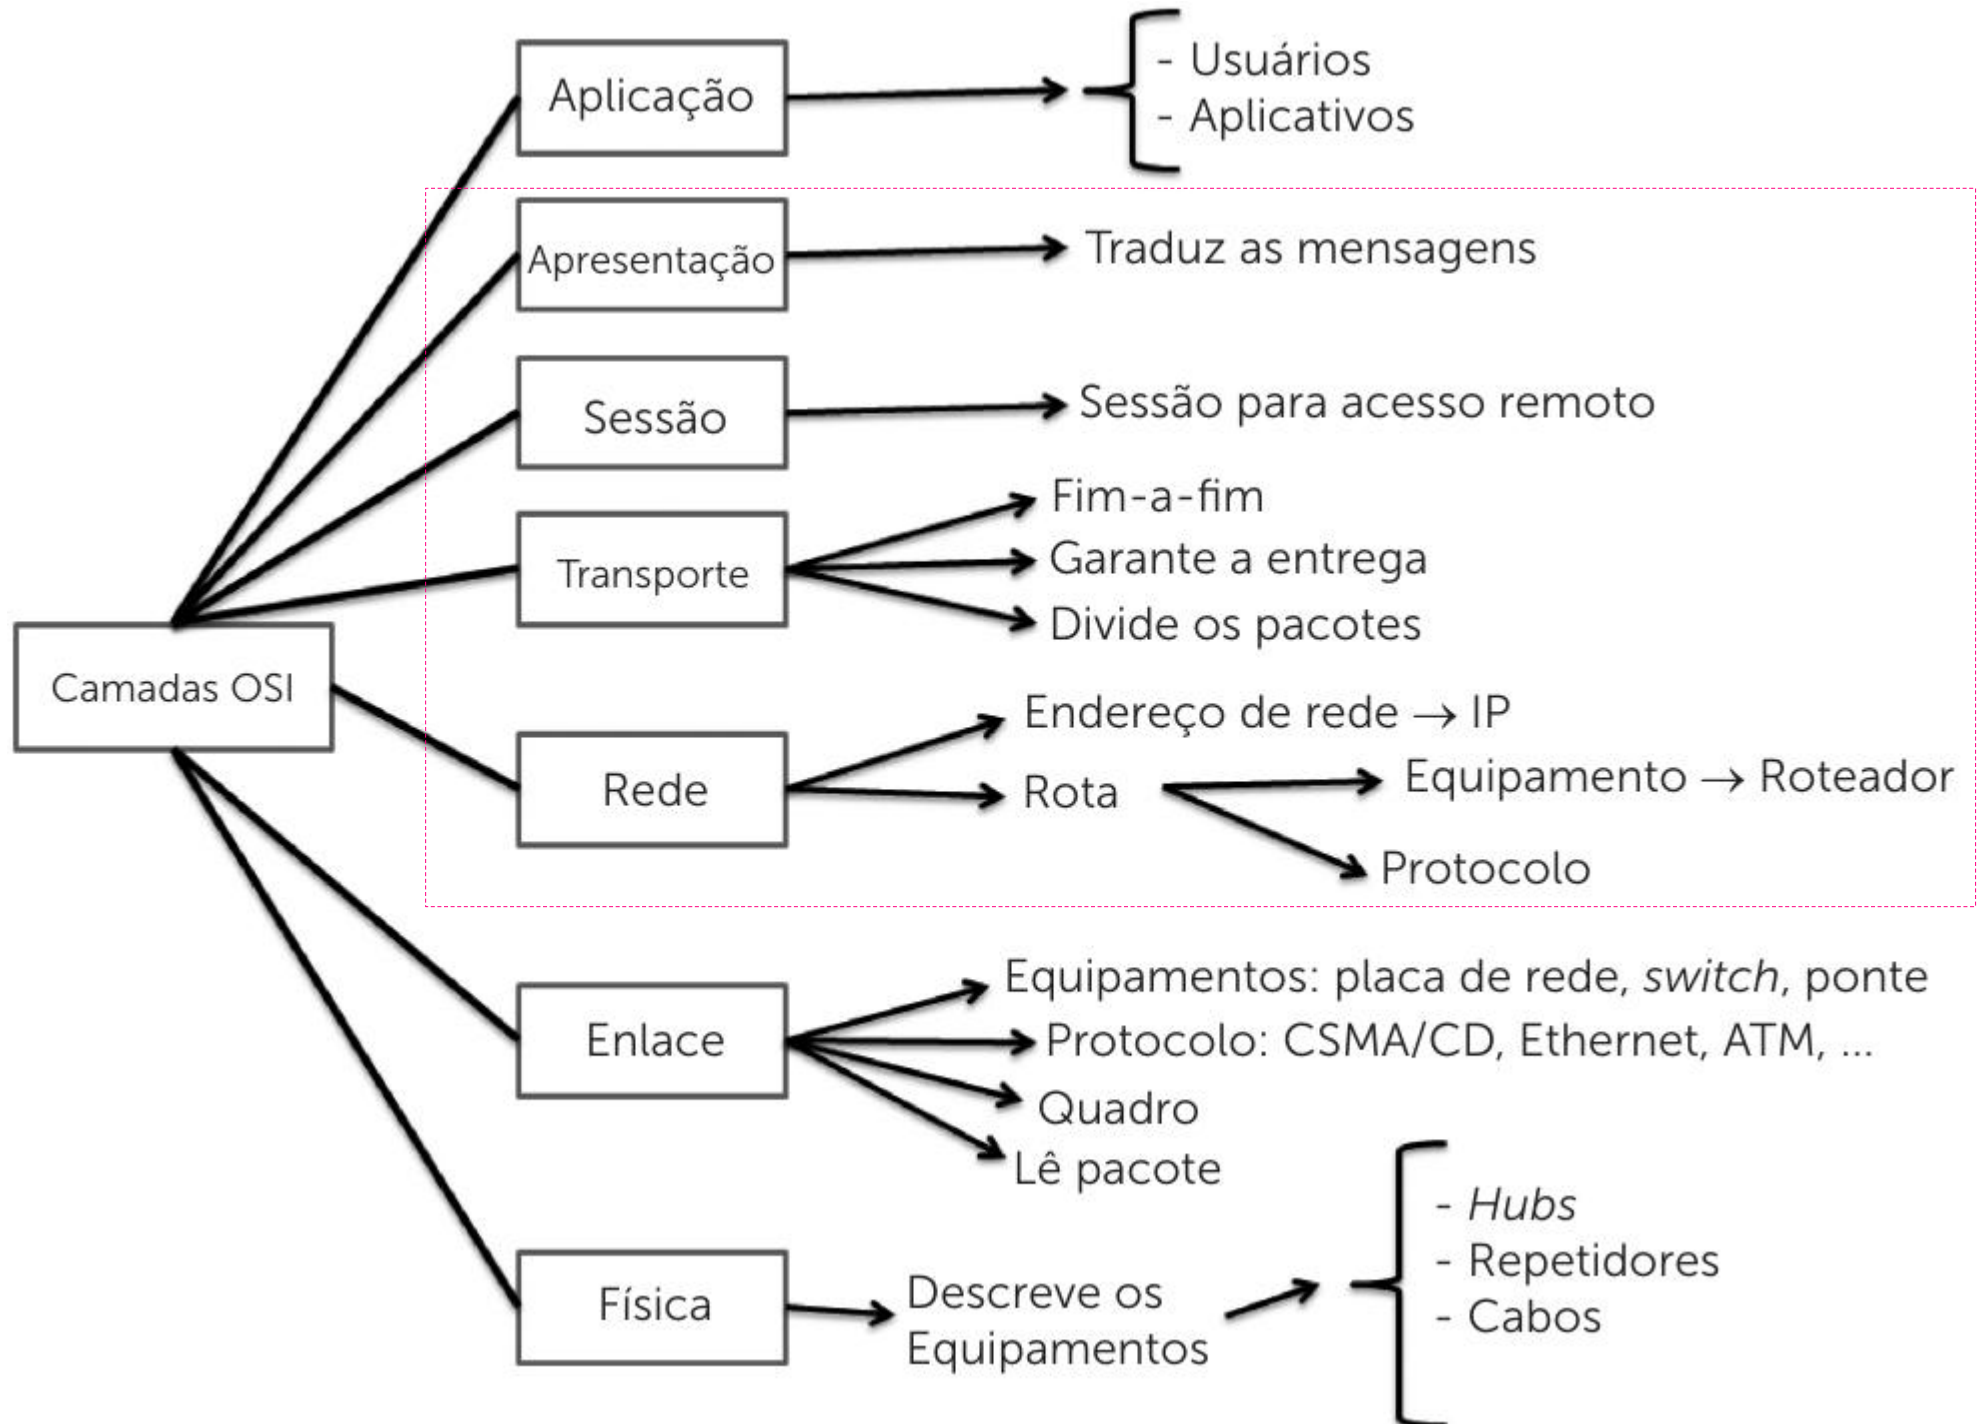 Aplicação
- Usuários
- Aplicativos
Apresentação
Traduz as mensagens
Sessão
Sessão para acesso remoto
Transporte
Fim-a-fim
Garante a entrega
Divide os pacotes
Camadas OSI
Rede
Endereço de rede → IP
Rota
Equipamento → Roteador
Protocolo
Enlace
Equipamentos: placa de rede, switch, ponte
Protocolo: CSMA/CD, Ethernet, ATM, ...
Quadro
Lê pacote
Física
Descreve os
Equipamentos
- Hubs
- Repetidores
- Cabos